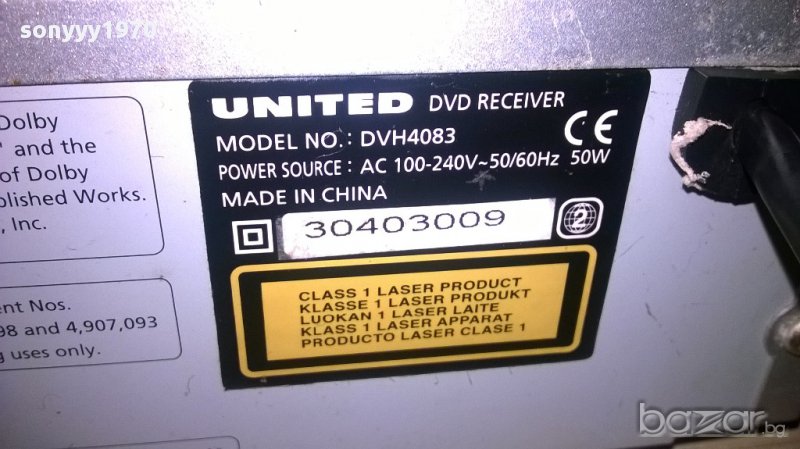 sonyyy1970
Dolby
" and the
of Dolby
blished Works.
, Inc.
ent Nos.
98 and 4,907,093
g uses only.
UNITED DVD RECEIVER
MODEL NO.: DVH4083
POWER SOURCE : AC 100-240V~50/60Hz 50W
MADE IN CHINA
CE
30403009
2
CLASS 1 LASER PRODUCT
KLASSE 1 LASER PRODUKT
LUOKAN 1 LASER LAITE
KLASS 1 LASER APPARAT
PRODUCTO LASER CLASE 1
bazar.bg